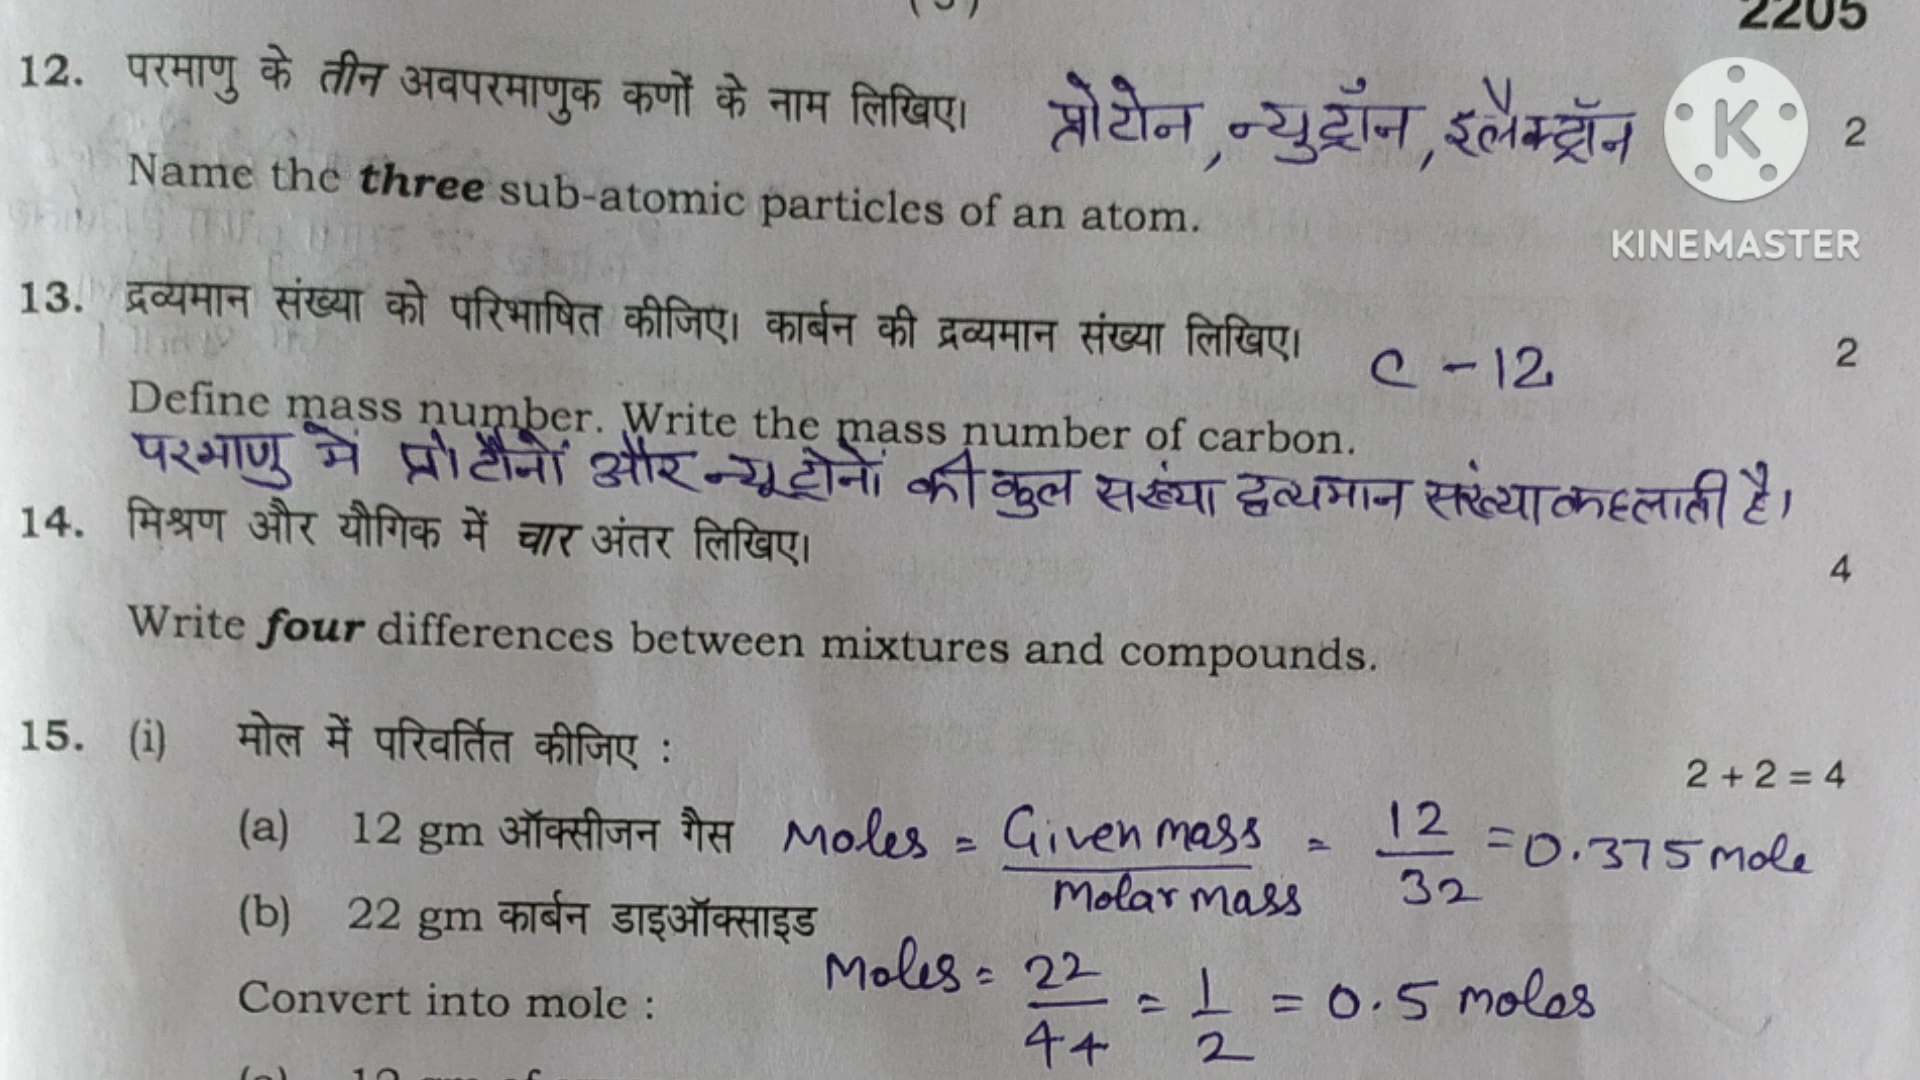 2205
12. परमाणु के तीन अवपरमाणुक कणों के नाम लिखिए। प्रोटोन, न्युट्रॉन, इलैक्ट्रॉन 2
KINEMASTER
Name the three sub-atomic particles of an atom.
13. द्रव्यमान संख्या को परिभाषित कीजिए। कार्बन की द्रव्यमान संख्या लिखिए। C - 12 2
Define mass number. Write the mass number of carbon.
परमाणु में प्रोटौनों और न्यूट्रोनों की कुल सख्ंया द्रव्यमान सख्ंया कहलाती है।
14. मिश्रण और यौगिक में चार अंतर लिखिए। 4
Write four differences between mixtures and compounds.
15. (i) मोल में परिवर्तित कीजिए : 2 + 2 = 4
(a) 12 gm ऑक्सीजन गैस Moles = Given mass / Molar mass = 12 / 32 = 0.375 mole
(b) 22 gm कार्बन डाइऑक्साइड Moles = 22 / 44 = 1 / 2 = 0.5 moles
Convert into mole :